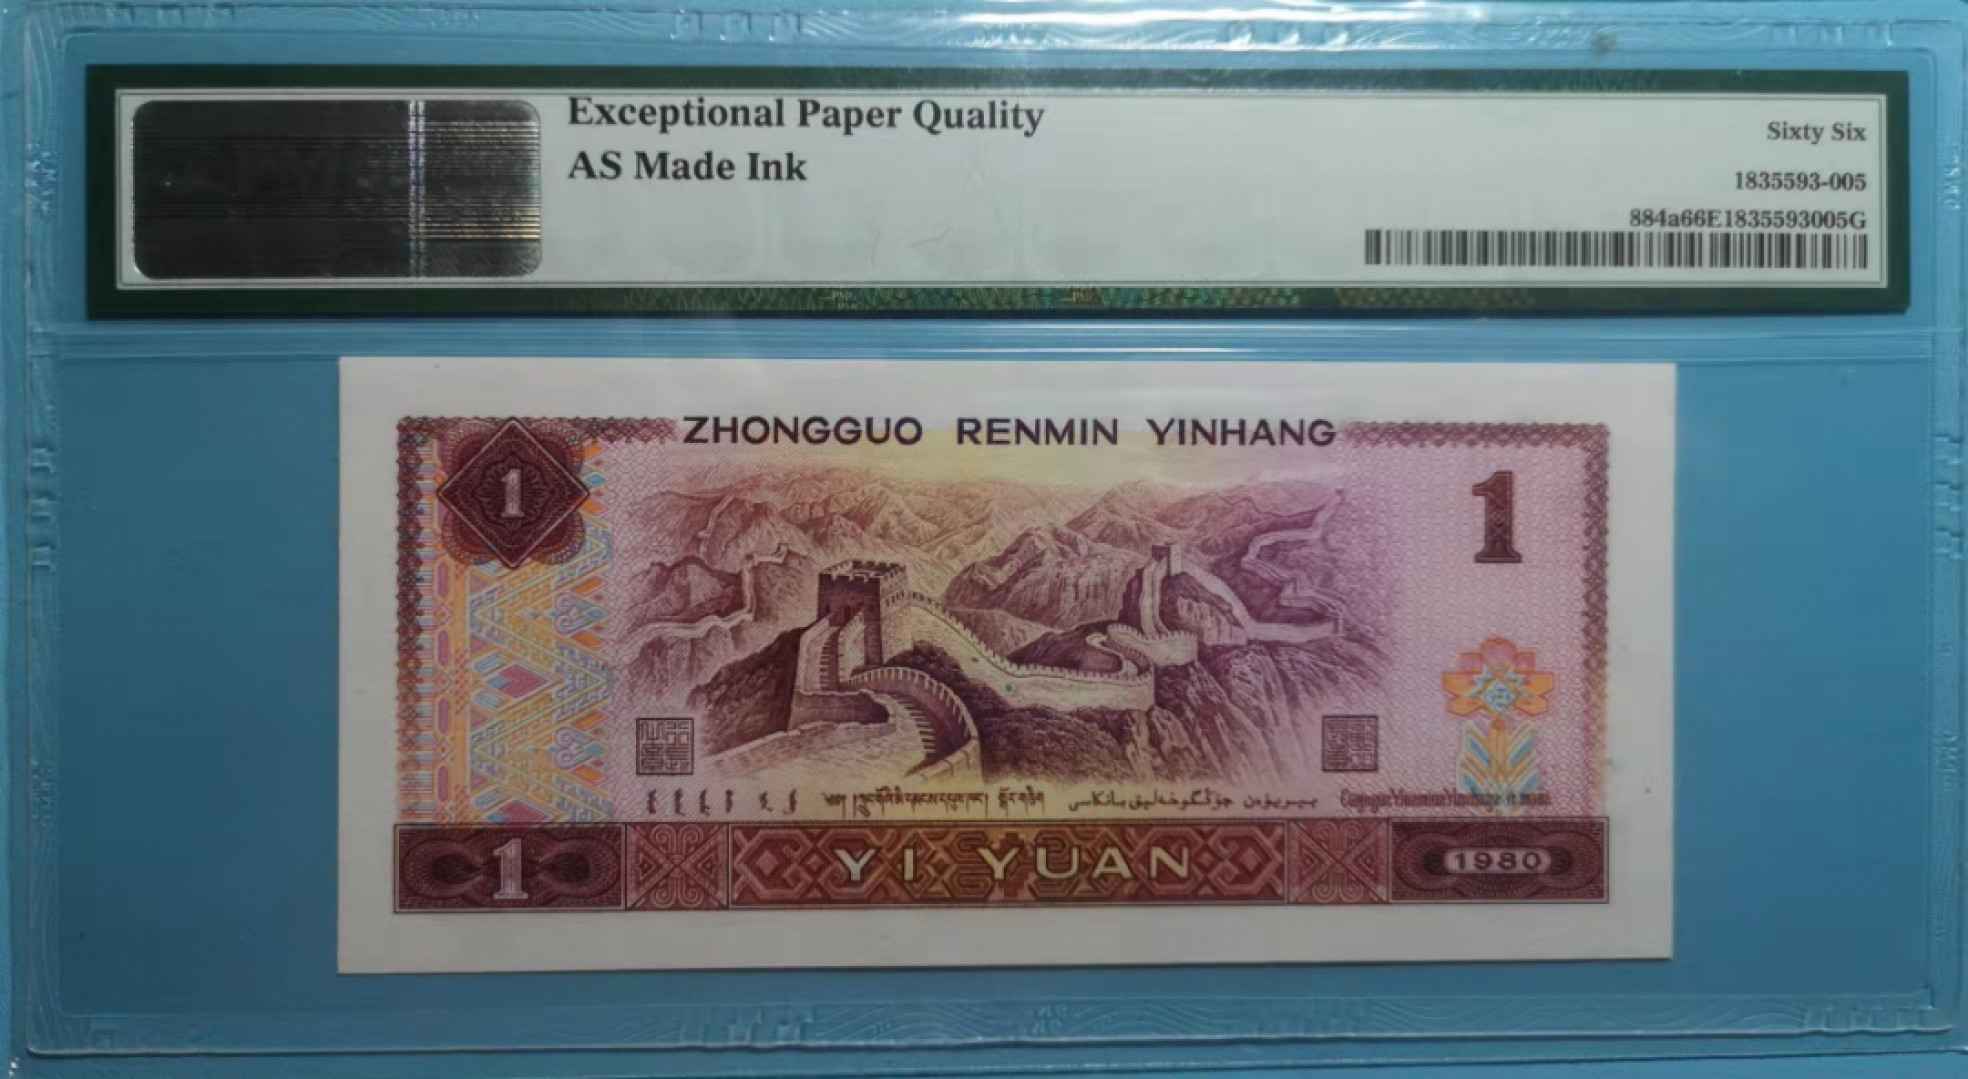 Exceptional Paper Quality
AS Made Ink
Sixty Six
1835593-005
884a66E1835593005G
ZHONGGUO RENMIN YINHANG
1
1
1
YI YUAN
1980